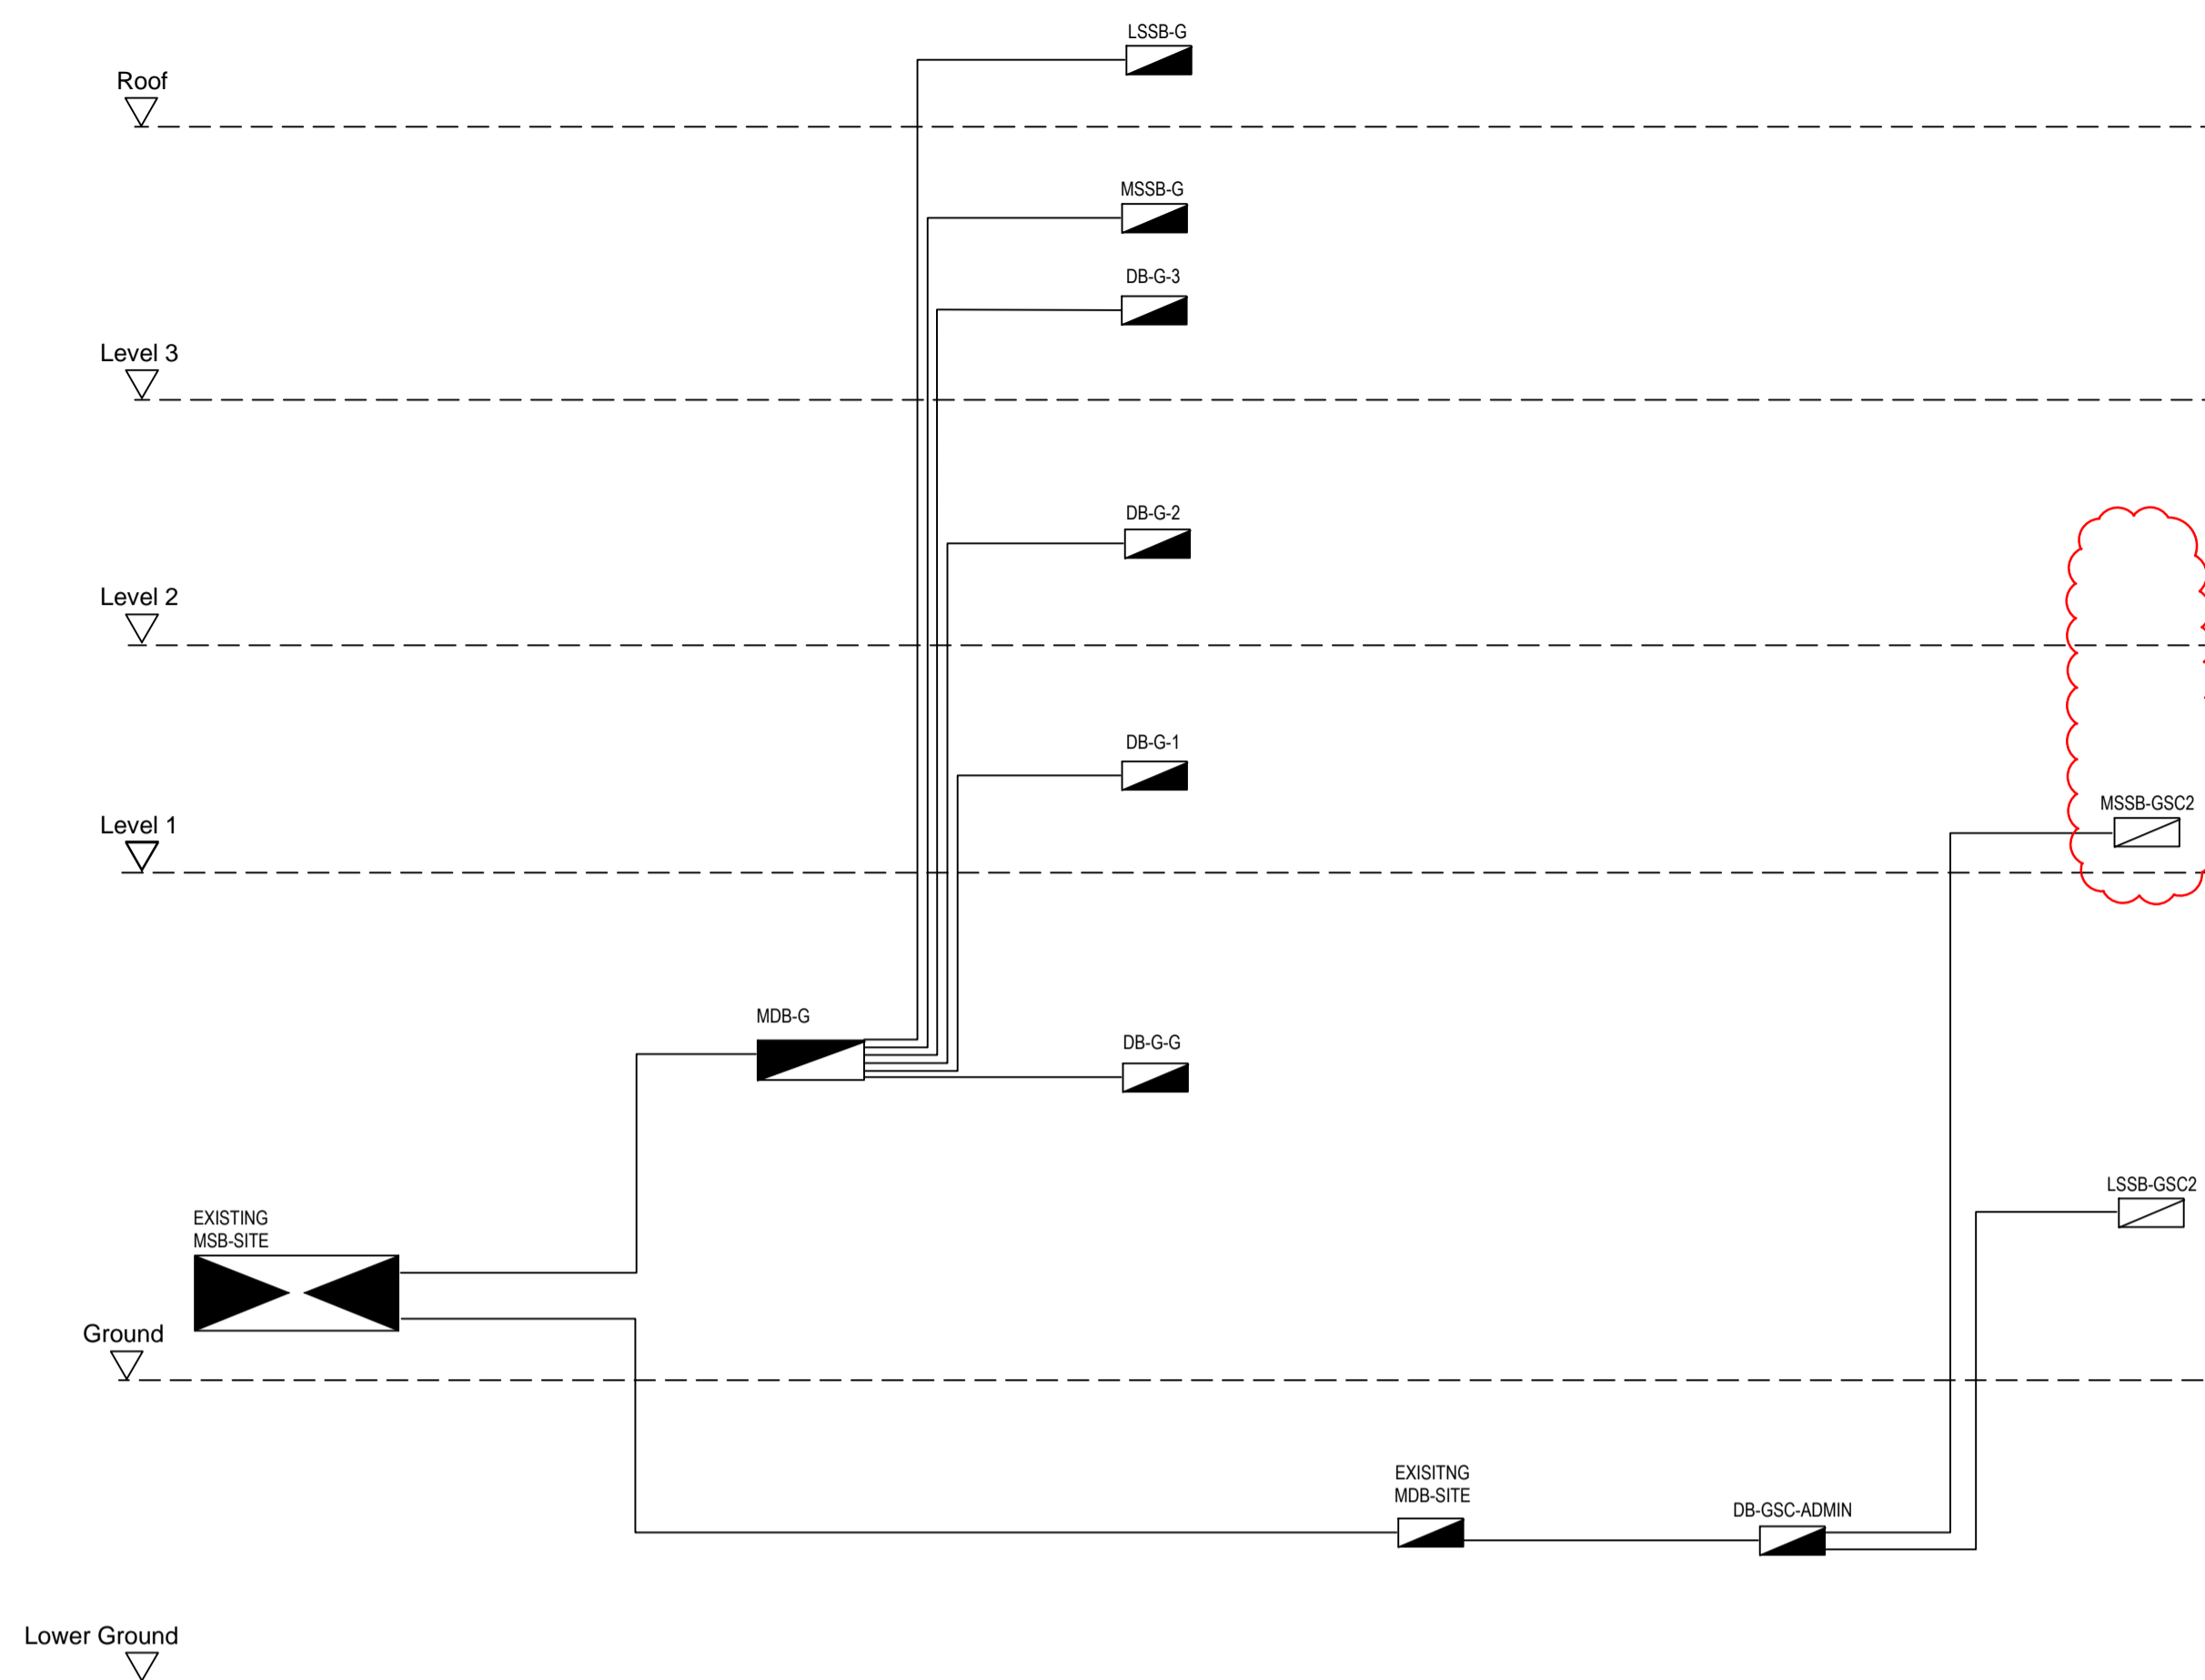 LSSB-G
Roof
MSSB-G
DB-G-3
Level 3
DB-G-2
Level 2
DB-G-1
MSSB-GSC2
Level 1
MDB-G
DB-G-G
LSSB-GSC2
EXISTING
MSB-SITE
Ground
EXISITNG
MDB-SITE
DB-GSC-ADMIN
Lower Ground